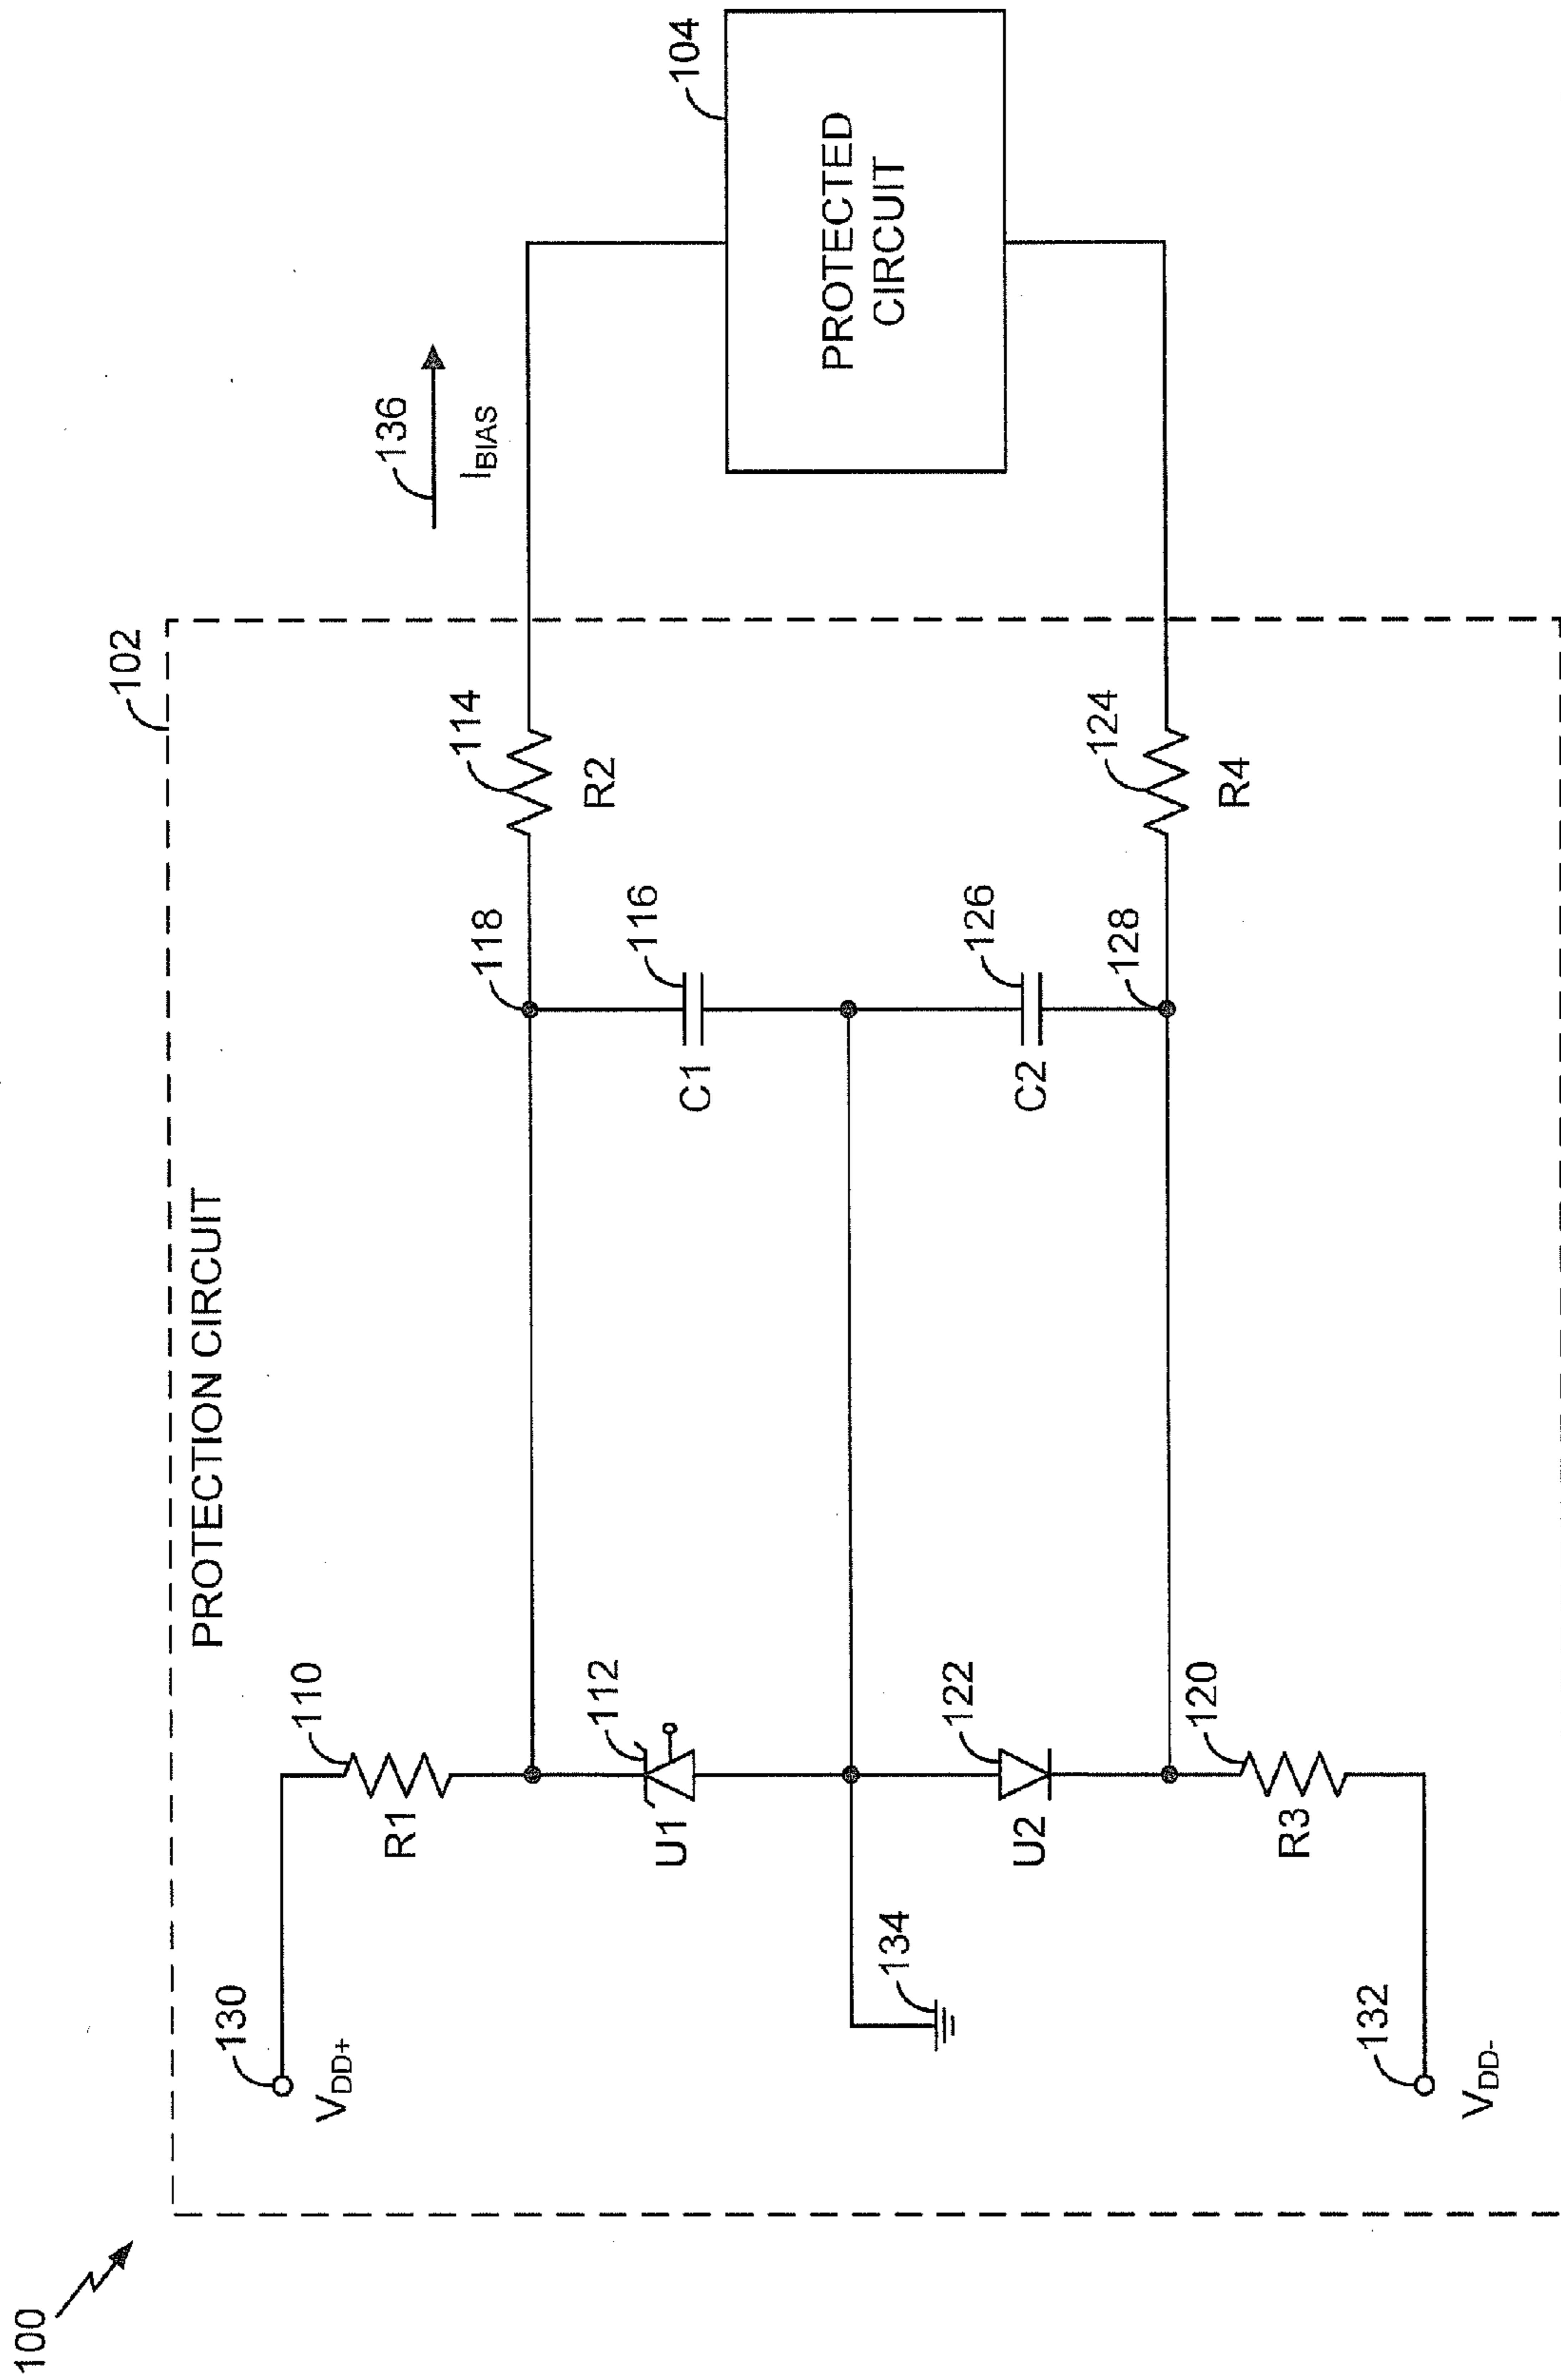 100
102
PROTECTION CIRCUIT
130
V_DD+
110
R1
118
114
R2
136
I_BIAS
104
PROTECTED
CIRCUIT
112
U1
116
C1
134
122
U2
126
C2
128
124
R4
120
R3
132
V_DD-